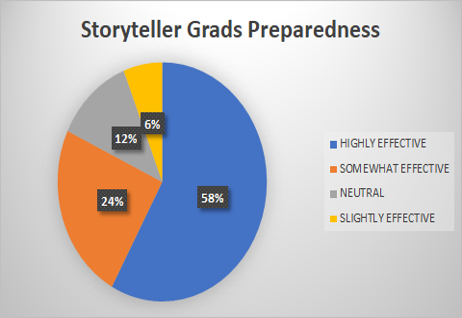 Storyteller Grads Preparedness
6%
12%
24%
58%
HIGHLY EFFECTIVE
SOMEWHAT EFFECTIVE
NEUTRAL
SLIGHTLY EFFECTIVE